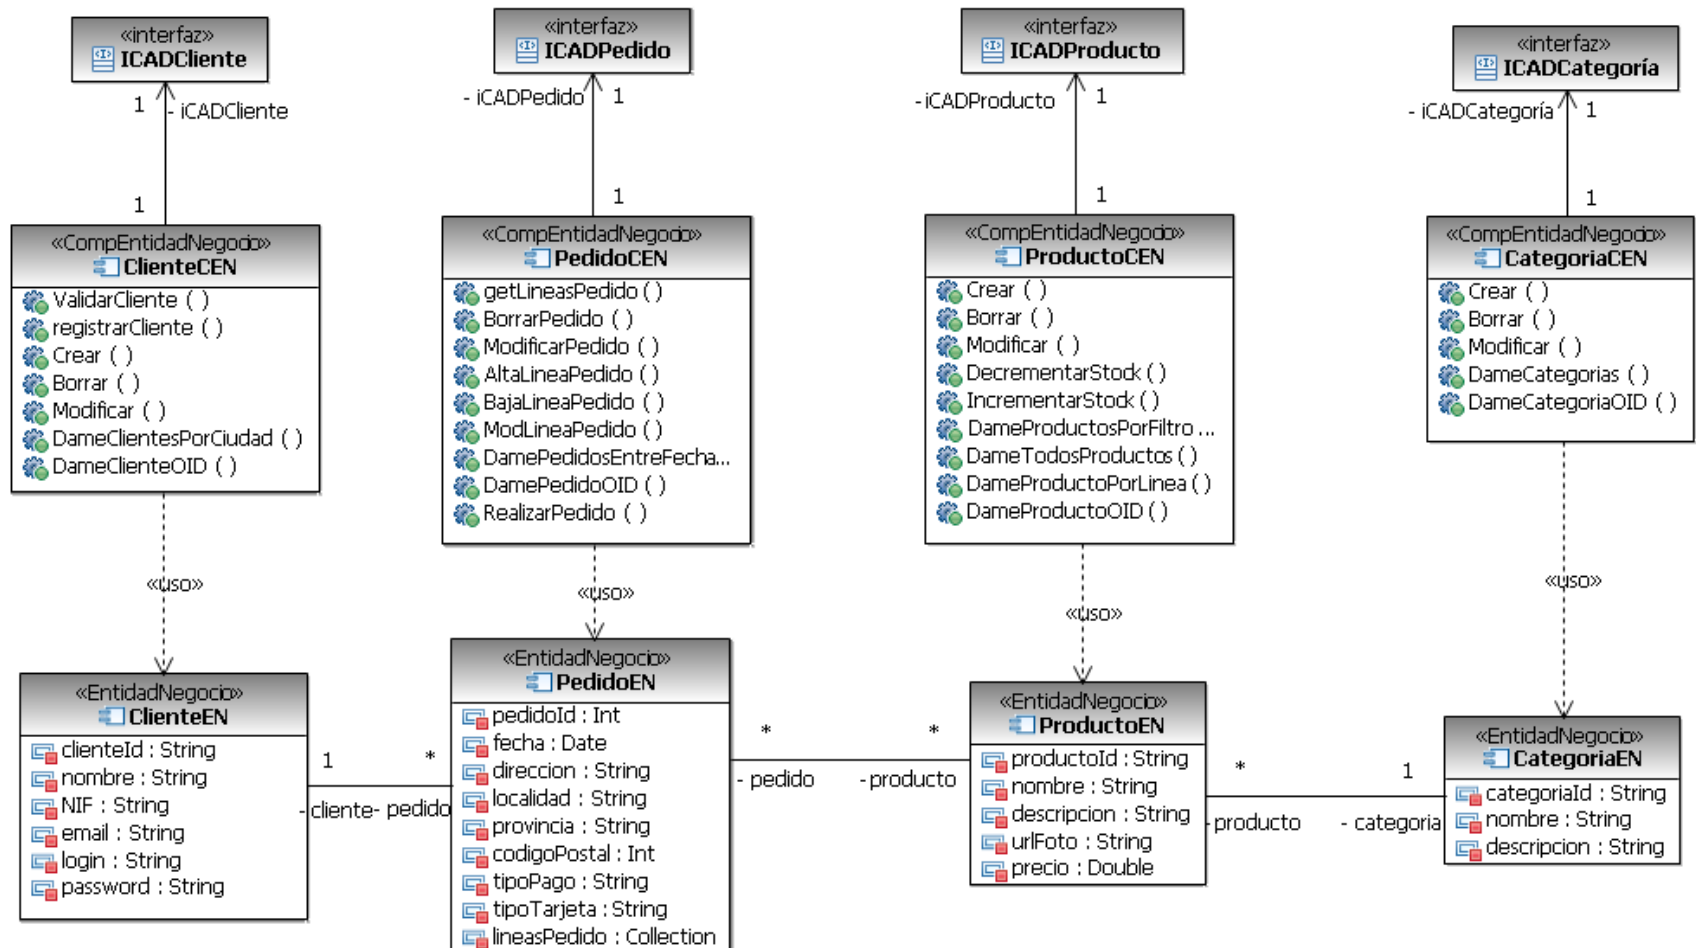 «interfaz»
ICADCliente
1
- iCADCliente
1
«CompEntidadNegocio»
ClienteCEN
ValidarCliente ( )
registrarCliente ( )
Crear ( )
Borrar ( )
Modificar ( )
DameClientesPorCiudad ( )
DameClienteOID ( )
«uso»
«EntidadNegocio»
ClienteEN
clienteId : String
nombre : String
NIF : String
email : String
login : String
password : String
1
*
- cliente
- pedido
«interfaz»
ICADPedido
- iCADPedido
1
1
«CompEntidadNegocio»
PedidoCEN
getLineasPedido ( )
BorrarPedido ( )
ModificarPedido ( )
AltaLineaPedido ( )
BajaLineaPedido ( )
ModLineaPedido ( )
DamePedidosEntreFecha...
DamePedidoOID ( )
RealizarPedido ( )
«uso»
«EntidadNegocio»
PedidoEN
pedidoId : Int
fecha : Date
direccion : String
localidad : String
provincia : String
codigoPostal : Int
tipoPago : String
tipoTarjeta : String
lineasPedido : Collection
*
*
- pedido
- producto
«interfaz»
ICADProducto
- iCADProducto
1
1
«CompEntidadNegocio»
ProductoCEN
Crear ( )
Borrar ( )
Modificar ( )
DecrementarStock ( )
IncrementarStock ( )
DameProductosPorFiltro ...
DameTodosProductos ( )
DameProductoPorLinea ( )
DameProductoOID ( )
«uso»
«EntidadNegocio»
ProductoEN
productoId : String
nombre : String
descripcion : String
urlFoto : String
precio : Double
*
1
- producto
- categoria
«interfaz»
ICADCategoría
- iCADCategoría
1
1
«CompEntidadNegocio»
CategoriaCEN
Crear ( )
Borrar ( )
Modificar ( )
DameCategorias ( )
DameCategoriaOID ( )
«uso»
«EntidadNegocio»
CategoriaEN
categoriaId : String
nombre : String
descripcion : String